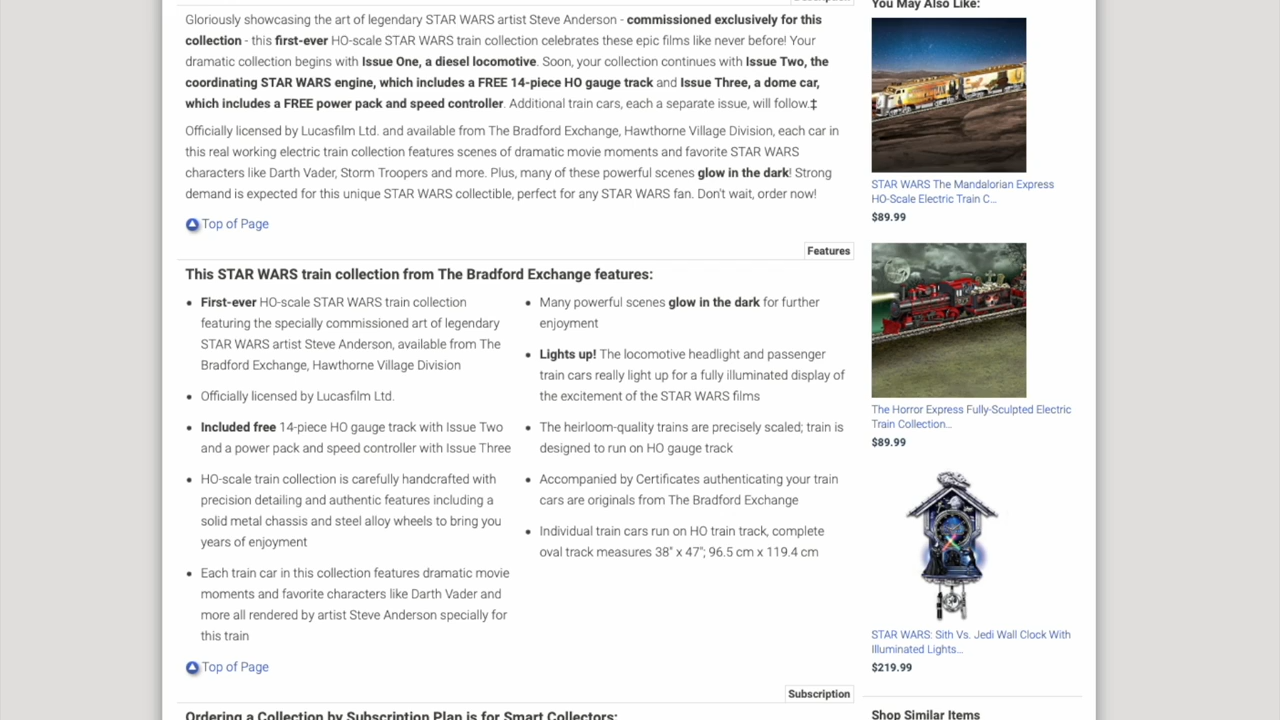 Gloriously showcasing the art of legendary STAR WARS artist Steve Anderson - commissioned exclusively for this
collection - this first-ever HO-scale STAR WARS train collection celebrates these epic films like never before! Your
dramatic collection begins with Issue One, a diesel locomotive. Soon, your collection continues with Issue Two, the
coordinating STAR WARS engine, which includes a FREE 14-piece HO gauge track and Issue Three, a dome car,
which includes a FREE power pack and speed controller. Additional train cars, each a separate issue, will follow.‡
Officially licensed by Lucasfilm Ltd. and available from The Bradford Exchange, Hawthorne Village Division, each car in
this real working electric train collection features scenes of dramatic movie moments and favorite STAR WARS
characters like Darth Vader, Storm Troopers and more. Plus, many of these powerful scenes glow in the dark! Strong
demand is expected for this unique STAR WARS collectible, perfect for any STAR WARS fan. Don't wait, order now!
Top of Page
Features
This STAR WARS train collection from The Bradford Exchange features:
First-ever HO-scale STAR WARS train collection
featuring the specially commissioned art of legendary
STAR WARS artist Steve Anderson, available from The
Bradford Exchange, Hawthorne Village Division
Officially licensed by Lucasfilm Ltd.
Included free 14-piece HO gauge track with Issue Two
and a power pack and speed controller with Issue Three
HO-scale train collection is carefully handcrafted with
precision detailing and authentic features including a
solid metal chassis and steel alloy wheels to bring you
years of enjoyment
Each train car in this collection features dramatic movie
moments and favorite characters like Darth Vader and
more all rendered by artist Steve Anderson specially for
this train
Many powerful scenes glow in the dark for further
enjoyment
Lights up! The locomotive headlight and passenger
train cars really light up for a fully illuminated display of
the excitement of the STAR WARS films
The heirloom-quality trains are precisely scaled; train is
designed to run on HO gauge track
Accompanied by Certificates authenticating your train
cars are originals from The Bradford Exchange
Individual train cars run on HO train track, complete
oval track measures 38" x 47"; 96.5 cm x 119.4 cm
Top of Page
Subscription
Ordering a Collection by Subscription Plan is for Smart Collectors:
You May Also Like:
STAR WARS The Mandalorian Express
HO-Scale Electric Train C...
$89.99
The Horror Express Fully-Sculpted Electric
Train Collection...
$89.99
STAR WARS: Sith Vs. Jedi Wall Clock With
Illuminated Lights...
$219.99
Shop Similar Items